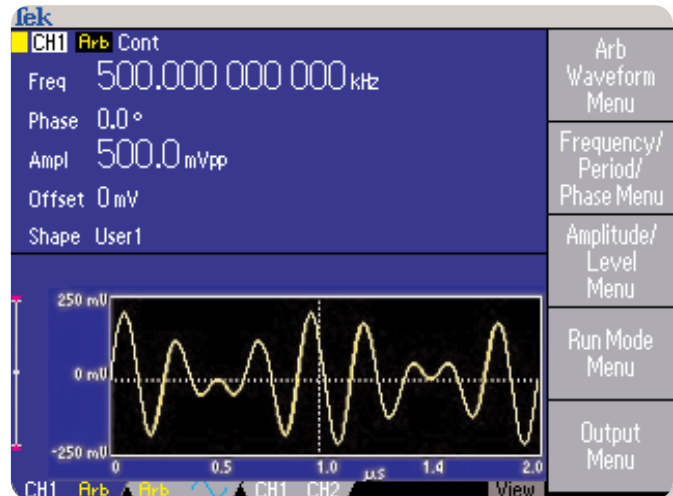 Tek
CH1 Arb Cont
Freq 500.000 000 000 kHz
Phase 0.0 °
Ampl 500.0 mVpp
Offset 0 mV
Shape User1
250 mV
0 mV
-250 mV
0 0.5 1.0 µs 1.4 2.0
CH1 Arb Arb CH1 CH2 View
Arb
Waveform
Menu
Frequency/
Period/
Phase Menu
Amplitude/
Level
Menu
Run Mode
Menu
Output
Menu